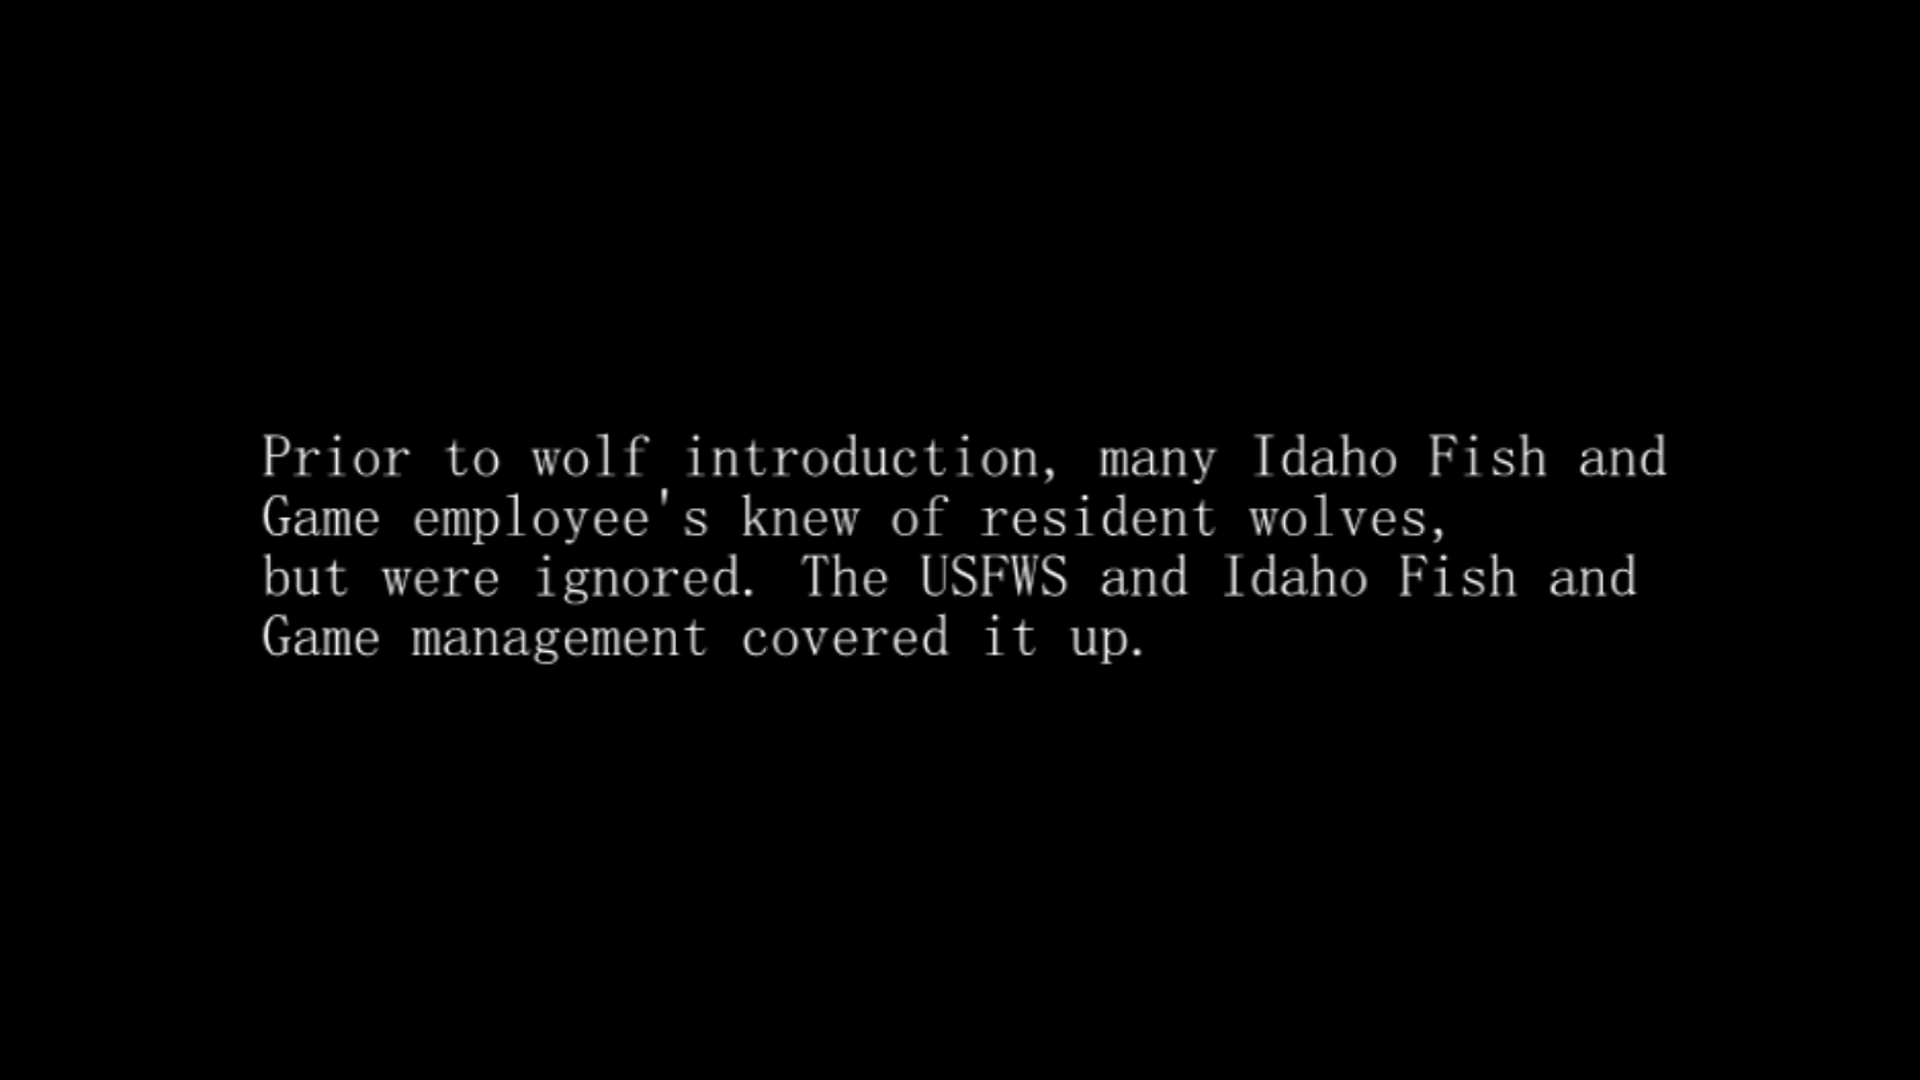 Prior to wolf introduction, many Idaho Fish and
Game employee's knew of resident wolves,
but were ignored. The USFWS and Idaho Fish and
Game management covered it up.